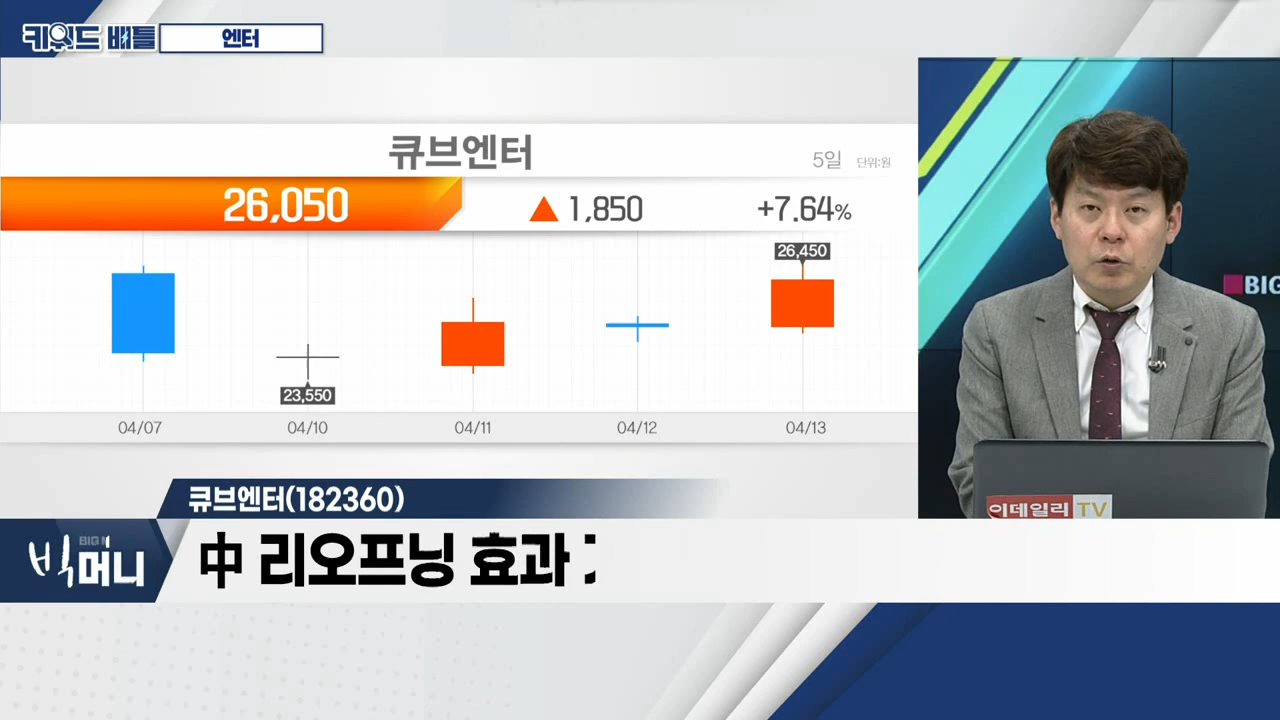 키워드 배틀
엔터
큐브엔터
5일 단위:원
26,050
▲ 1,850
+7.64%
26,450
23,550
04/07
04/10
04/11
04/12
04/13
BIG
이데일리 TV
큐브엔터(182360)
빅머니
中 리오프닝 효과